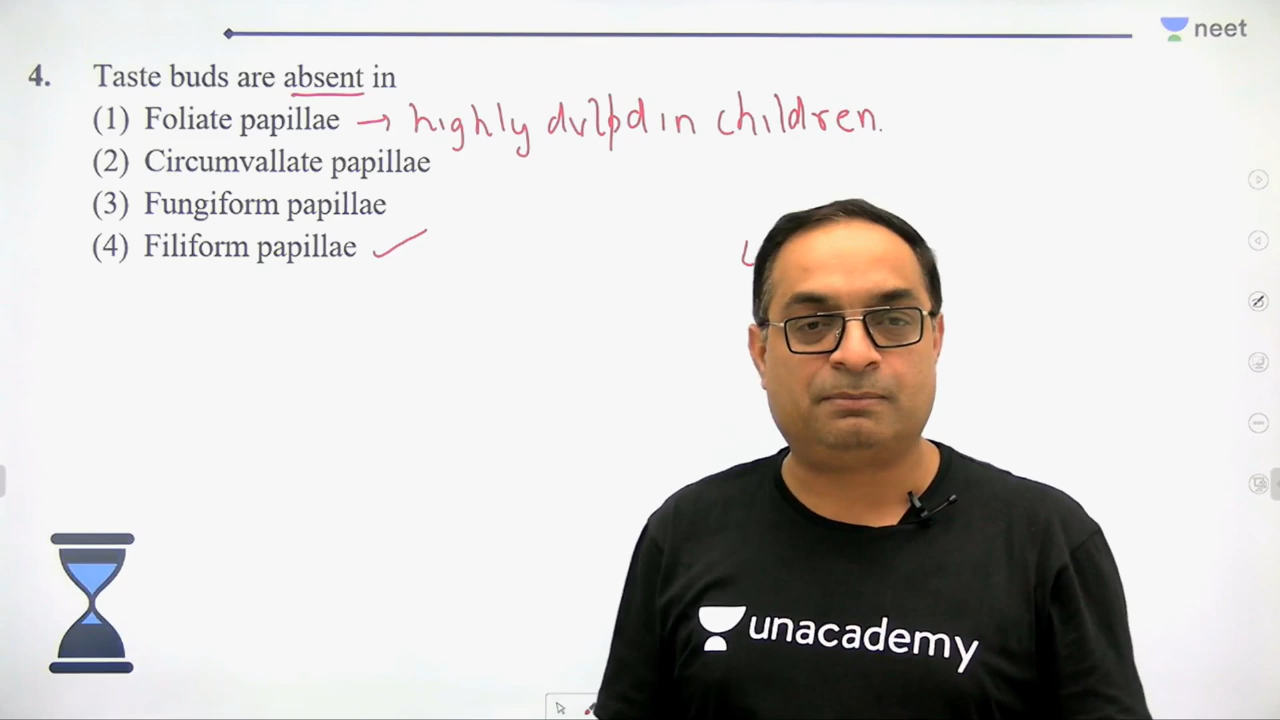 neet
4. Taste buds are absent in
(1) Foliate papillae → highly dvlpd in children.
(2) Circumvallate papillae
(3) Fungiform papillae
(4) Filiform papillae
unacademy